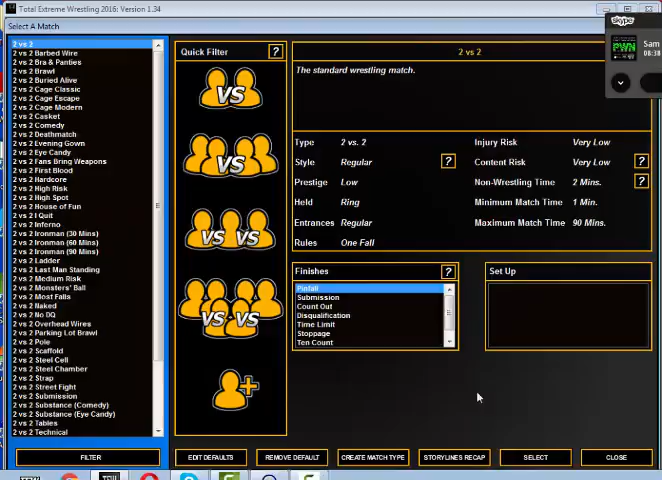 Total Extreme Wrestling 2016: Version 1.34
Select A Match
2 vs 2
2 vs 2 Barbed Wire
2 vs 2 Bra & Panties
2 vs 2 Brawl
2 vs 2 Buried Alive
2 vs 2 Cage Classic
2 vs 2 Cage Escape
2 vs 2 Cage Modern
2 vs 2 Casket
2 vs 2 Comedy
2 vs 2 Deathmatch
2 vs 2 Evening Gown
2 vs 2 Eye Candy
2 vs 2 Fans Bring Weapons
2 vs 2 First Blood
2 vs 2 Hardcore
2 vs 2 High Risk
2 vs 2 High Spot
2 vs 2 House of Fun
2 vs 2 I Quit
2 vs 2 Inferno
2 vs 2 Ironman (30 Mins)
2 vs 2 Ironman (60 Mins)
2 vs 2 Ironman (90 Mins)
2 vs 2 Ladder
2 vs 2 Last Man Standing
2 vs 2 Medium Risk
2 vs 2 Monsters' Ball
2 vs 2 Most Falls
2 vs 2 Naked
2 vs 2 No DQ
2 vs 2 Overhead Wires
2 vs 2 Parking Lot Brawl
2 vs 2 Pole
2 vs 2 Scaffold
2 vs 2 Steel Cell
2 vs 2 Steel Chamber
2 vs 2 Strap
2 vs 2 Street Fight
2 vs 2 Submission
2 vs 2 Substance (Comedy)
2 vs 2 Substance (Eye Candy)
2 vs 2 Tables
2 vs 2 Technical
FILTER
Quick Filter ?
VS
VS
VS VS
VS VS
2 vs 2
The standard wrestling match.
Type 2 vs. 2 Injury Risk Very Low
Style Regular ? Content Risk Very Low ?
Prestige Low Non-Wrestling Time 2 Mins. ?
Held Ring Minimum Match Time 1 Min.
Entrances Regular Maximum Match Time 90 Mins.
Rules One Fall
Finishes ?
Pinfall
Submission
Count Out
Disqualification
Time Limit
Stoppage
Ten Count
Set Up
EDIT DEFAULTS REMOVE DEFAULT CREATE MATCH TYPE STORYLINES RECAP SELECT CLOSE
skype
PWN
Sam
08:38